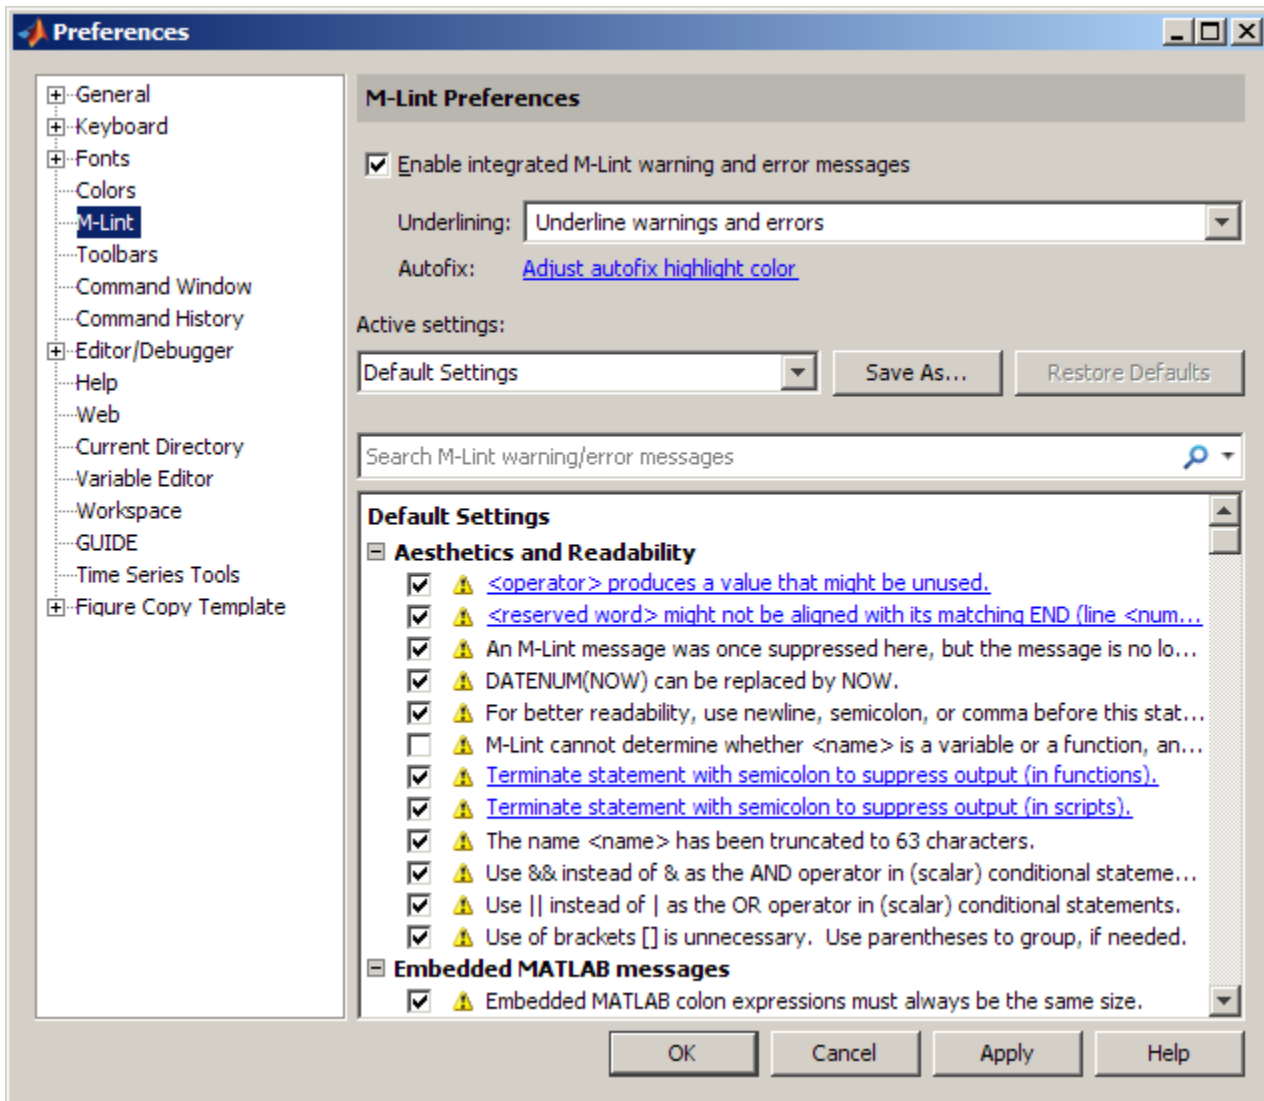 Preferences
General
Keyboard
Fonts
Colors
M-Lint
Toolbars
Command Window
Command History
Editor/Debugger
Help
Web
Current Directory
Variable Editor
Workspace
GUIDE
Time Series Tools
Figure Copy Template
M-Lint Preferences
Enable integrated M-Lint warning and error messages
Underlining: Underline warnings and errors
Autofix: Adjust autofix highlight color
Active settings:
Default Settings Save As... Restore Defaults
Search M-Lint warning/error messages
Default Settings
Aesthetics and Readability
<operator> produces a value that might be unused.
<reserved word> might not be aligned with its matching END (line <num...
An M-Lint message was once suppressed here, but the message is no lo...
DATENUM(NOW) can be replaced by NOW.
For better readability, use newline, semicolon, or comma before this stat...
M-Lint cannot determine whether <name> is a variable or a function, an...
Terminate statement with semicolon to suppress output (in functions).
Terminate statement with semicolon to suppress output (in scripts).
The name <name> has been truncated to 63 characters.
Use && instead of & as the AND operator in (scalar) conditional stateme...
Use || instead of | as the OR operator in (scalar) conditional statements.
Use of brackets [] is unnecessary.  Use parentheses to group, if needed.
Embedded MATLAB messages
Embedded MATLAB colon expressions must always be the same size.
OK Cancel Apply Help